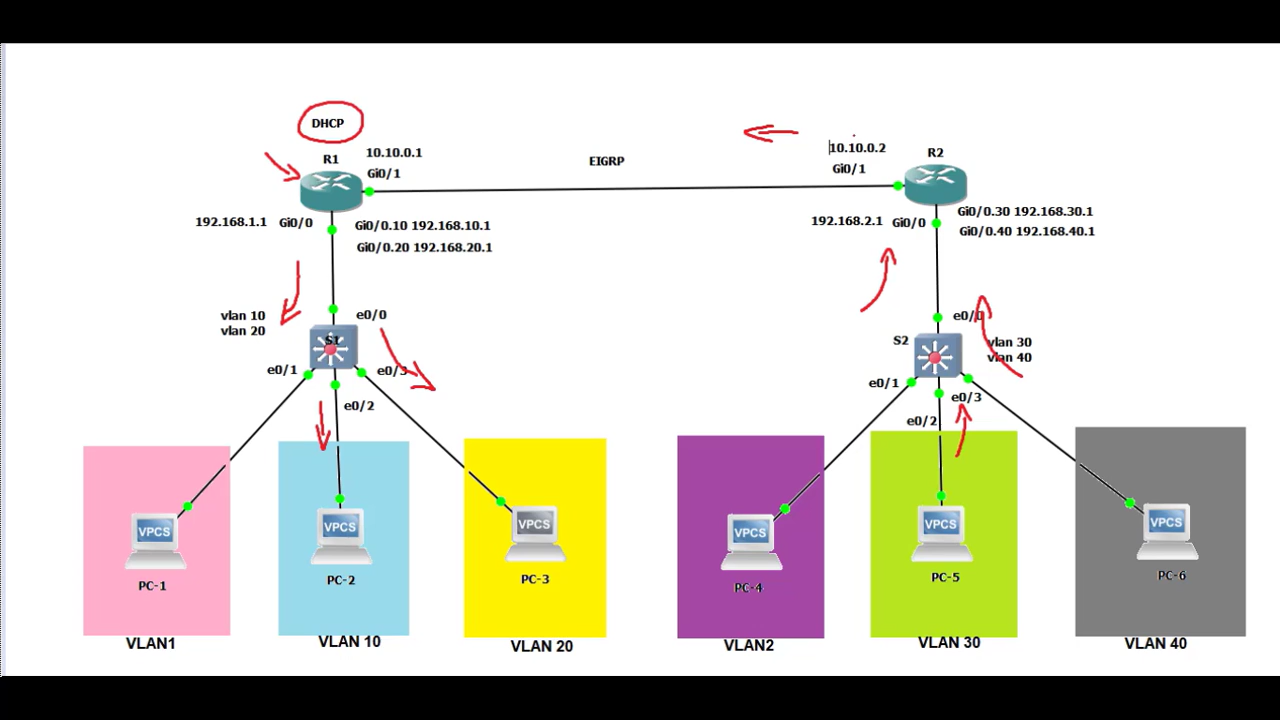 DHCP
R1
10.10.0.1
Gi0/1
EIGRP
10.10.0.2
Gi0/1
R2
192.168.1.1 Gi0/0
Gi0/0.10 192.168.10.1
Gi0/0.20 192.168.20.1
192.168.2.1 Gi0/0
Gi0/0.30 192.168.30.1
Gi0/0.40 192.168.40.1
vlan 10
vlan 20
e0/0
S1
e0/1
e0/3
e0/2
e0/0
S2
vlan 30
vlan 40
e0/1
e0/3
e0/2
VPCS
PC-1
VLAN1
VPCS
PC-2
VLAN 10
VPCS
PC-3
VLAN 20
VPCS
PC-4
VLAN2
VPCS
PC-5
VLAN 30
VPCS
PC-6
VLAN 40